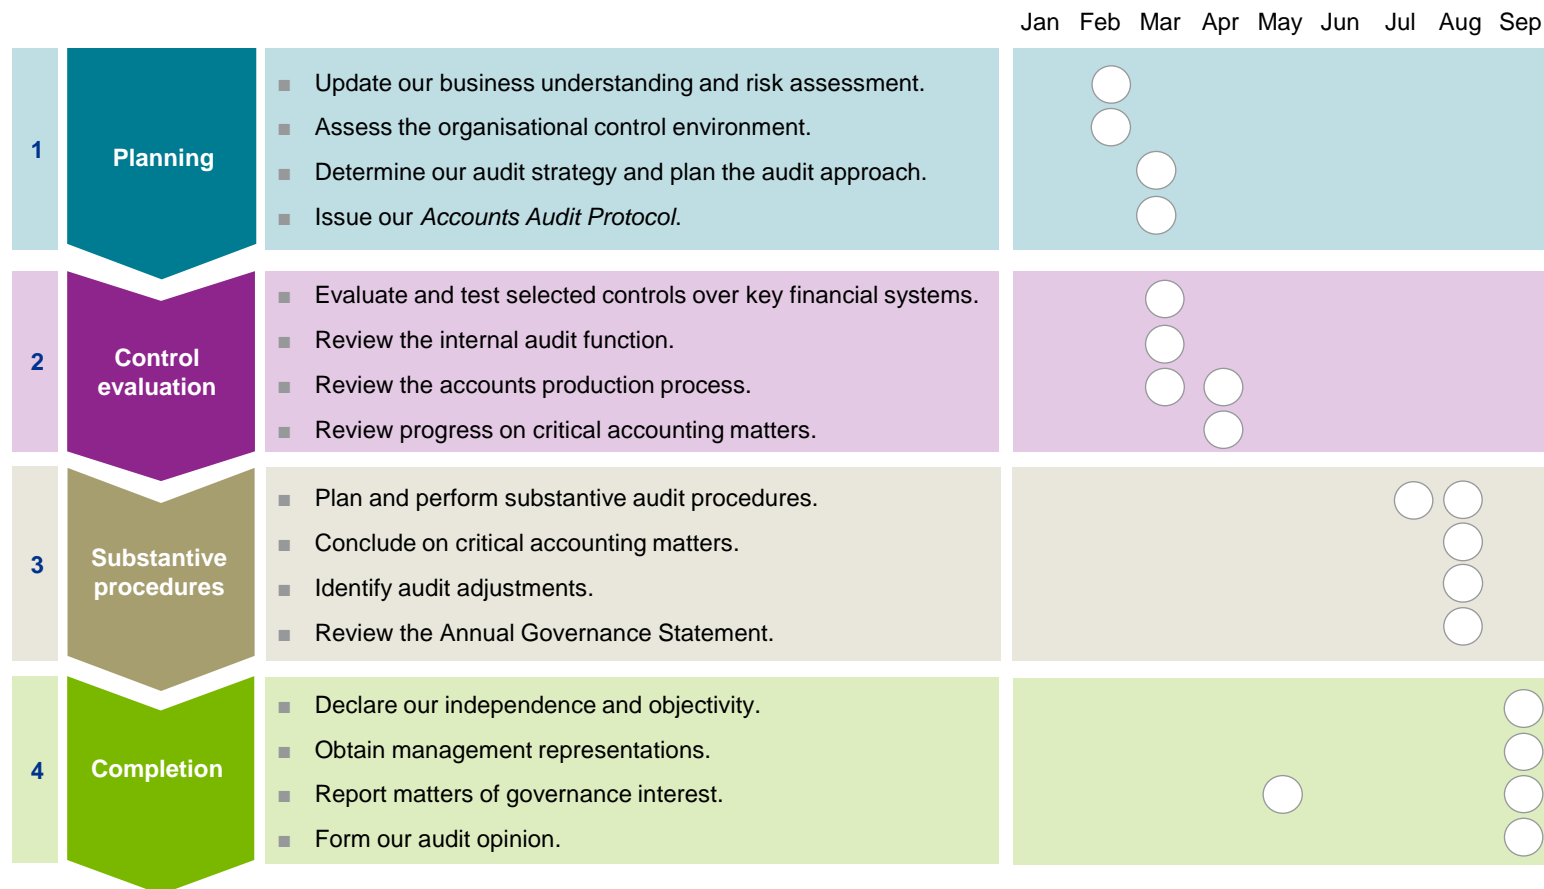 Jan Feb Mar Apr May Jun Jul Aug Sep
1
Planning
Update our business understanding and risk assessment.
Assess the organisational control environment.
Determine our audit strategy and plan the audit approach.
Issue our Accounts Audit Protocol.
2
Control
evaluation
Evaluate and test selected controls over key financial systems.
Review the internal audit function.
Review the accounts production process.
Review progress on critical accounting matters.
3
Substantive
procedures
Plan and perform substantive audit procedures.
Conclude on critical accounting matters.
Identify audit adjustments.
Review the Annual Governance Statement.
4
Completion
Declare our independence and objectivity.
Obtain management representations.
Report matters of governance interest.
Form our audit opinion.